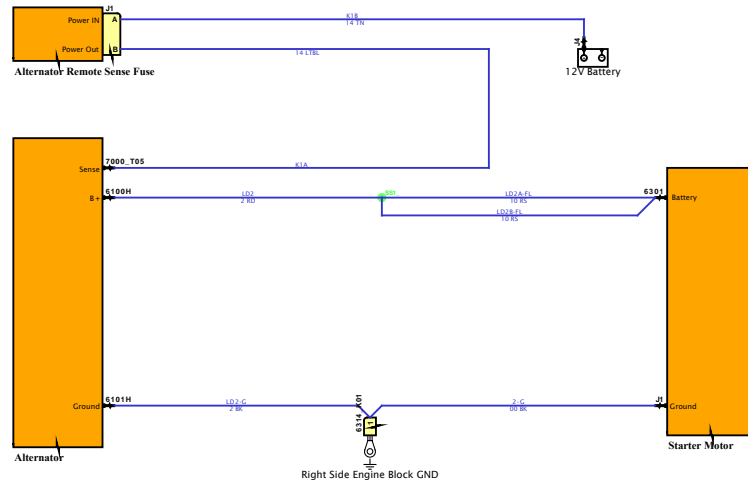 J1
Power IN
A
K1B
14 TN
J4
Power Out
B
14 LTBL
Alternator Remote Sense Fuse
12V Battery
7000_T05
Sense
K1A
6100H
B+
LD2
2 RD
LD2A-FL
10 RS
6301
Battery
LD2B-FL
10 RS
6101H
Ground
LD2-G
2 BK
K01
6314
1
2-G
00 BK
J1
Ground
Alternator
Starter Motor
Right Side Engine Block GND